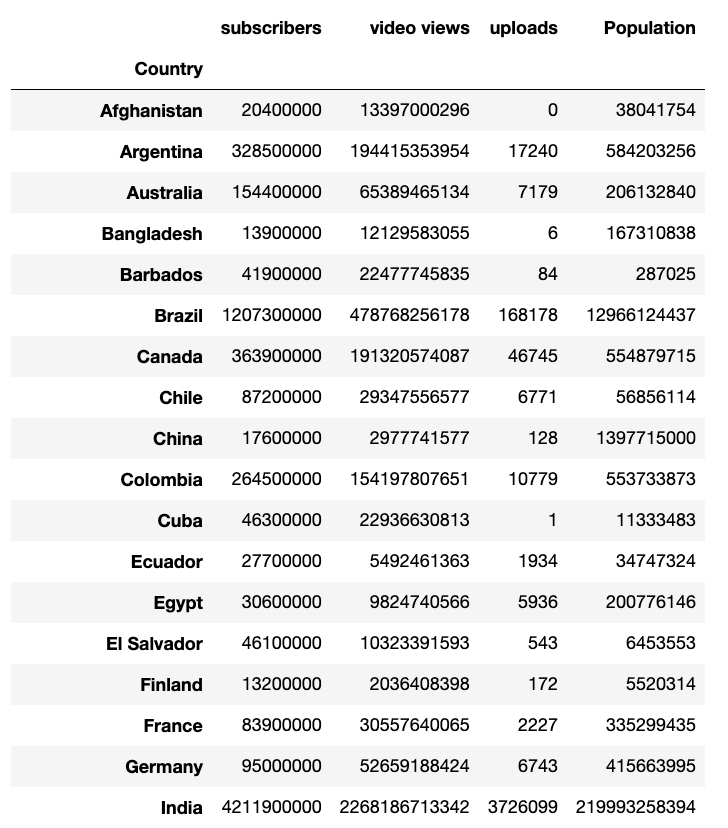 subscribers video views uploads Population
Country
Afghanistan 20400000 13397000296 0 38041754
Argentina 328500000 194415353954 17240 584203256
Australia 154400000 65389465134 7179 206132840
Bangladesh 13900000 12129583055 6 167310838
Barbados 41900000 22477745835 84 287025
Brazil 1207300000 478768256178 168178 12966124437
Canada 363900000 191320574087 46745 554879715
Chile 87200000 29347556577 6771 56856114
China 17600000 2977741577 128 1397715000
Colombia 264500000 154197807651 10779 553733873
Cuba 46300000 22936630813 1 11333483
Ecuador 27700000 5492461363 1934 34747324
Egypt 30600000 9824740566 5936 200776146
El Salvador 46100000 10323391593 543 6453553
Finland 13200000 2036408398 172 5520314
France 83900000 30557640065 2227 335299435
Germany 95000000 52659188424 6743 415663995
India 4211900000 2268186713342 3726099 219993258394